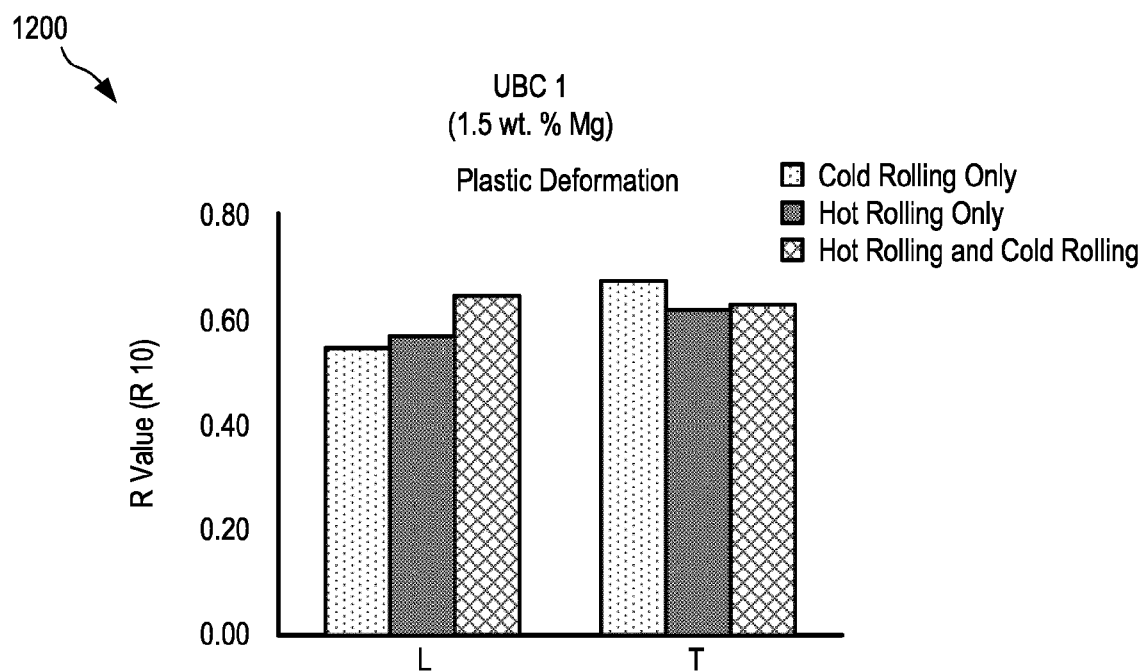 1200
UBC 1
(1.5 wt. % Mg)
Plastic Deformation
Cold Rolling Only
Hot Rolling Only
Hot Rolling and Cold Rolling
R Value (R 10)
0.80
0.60
0.40
0.20
0.00
L
T